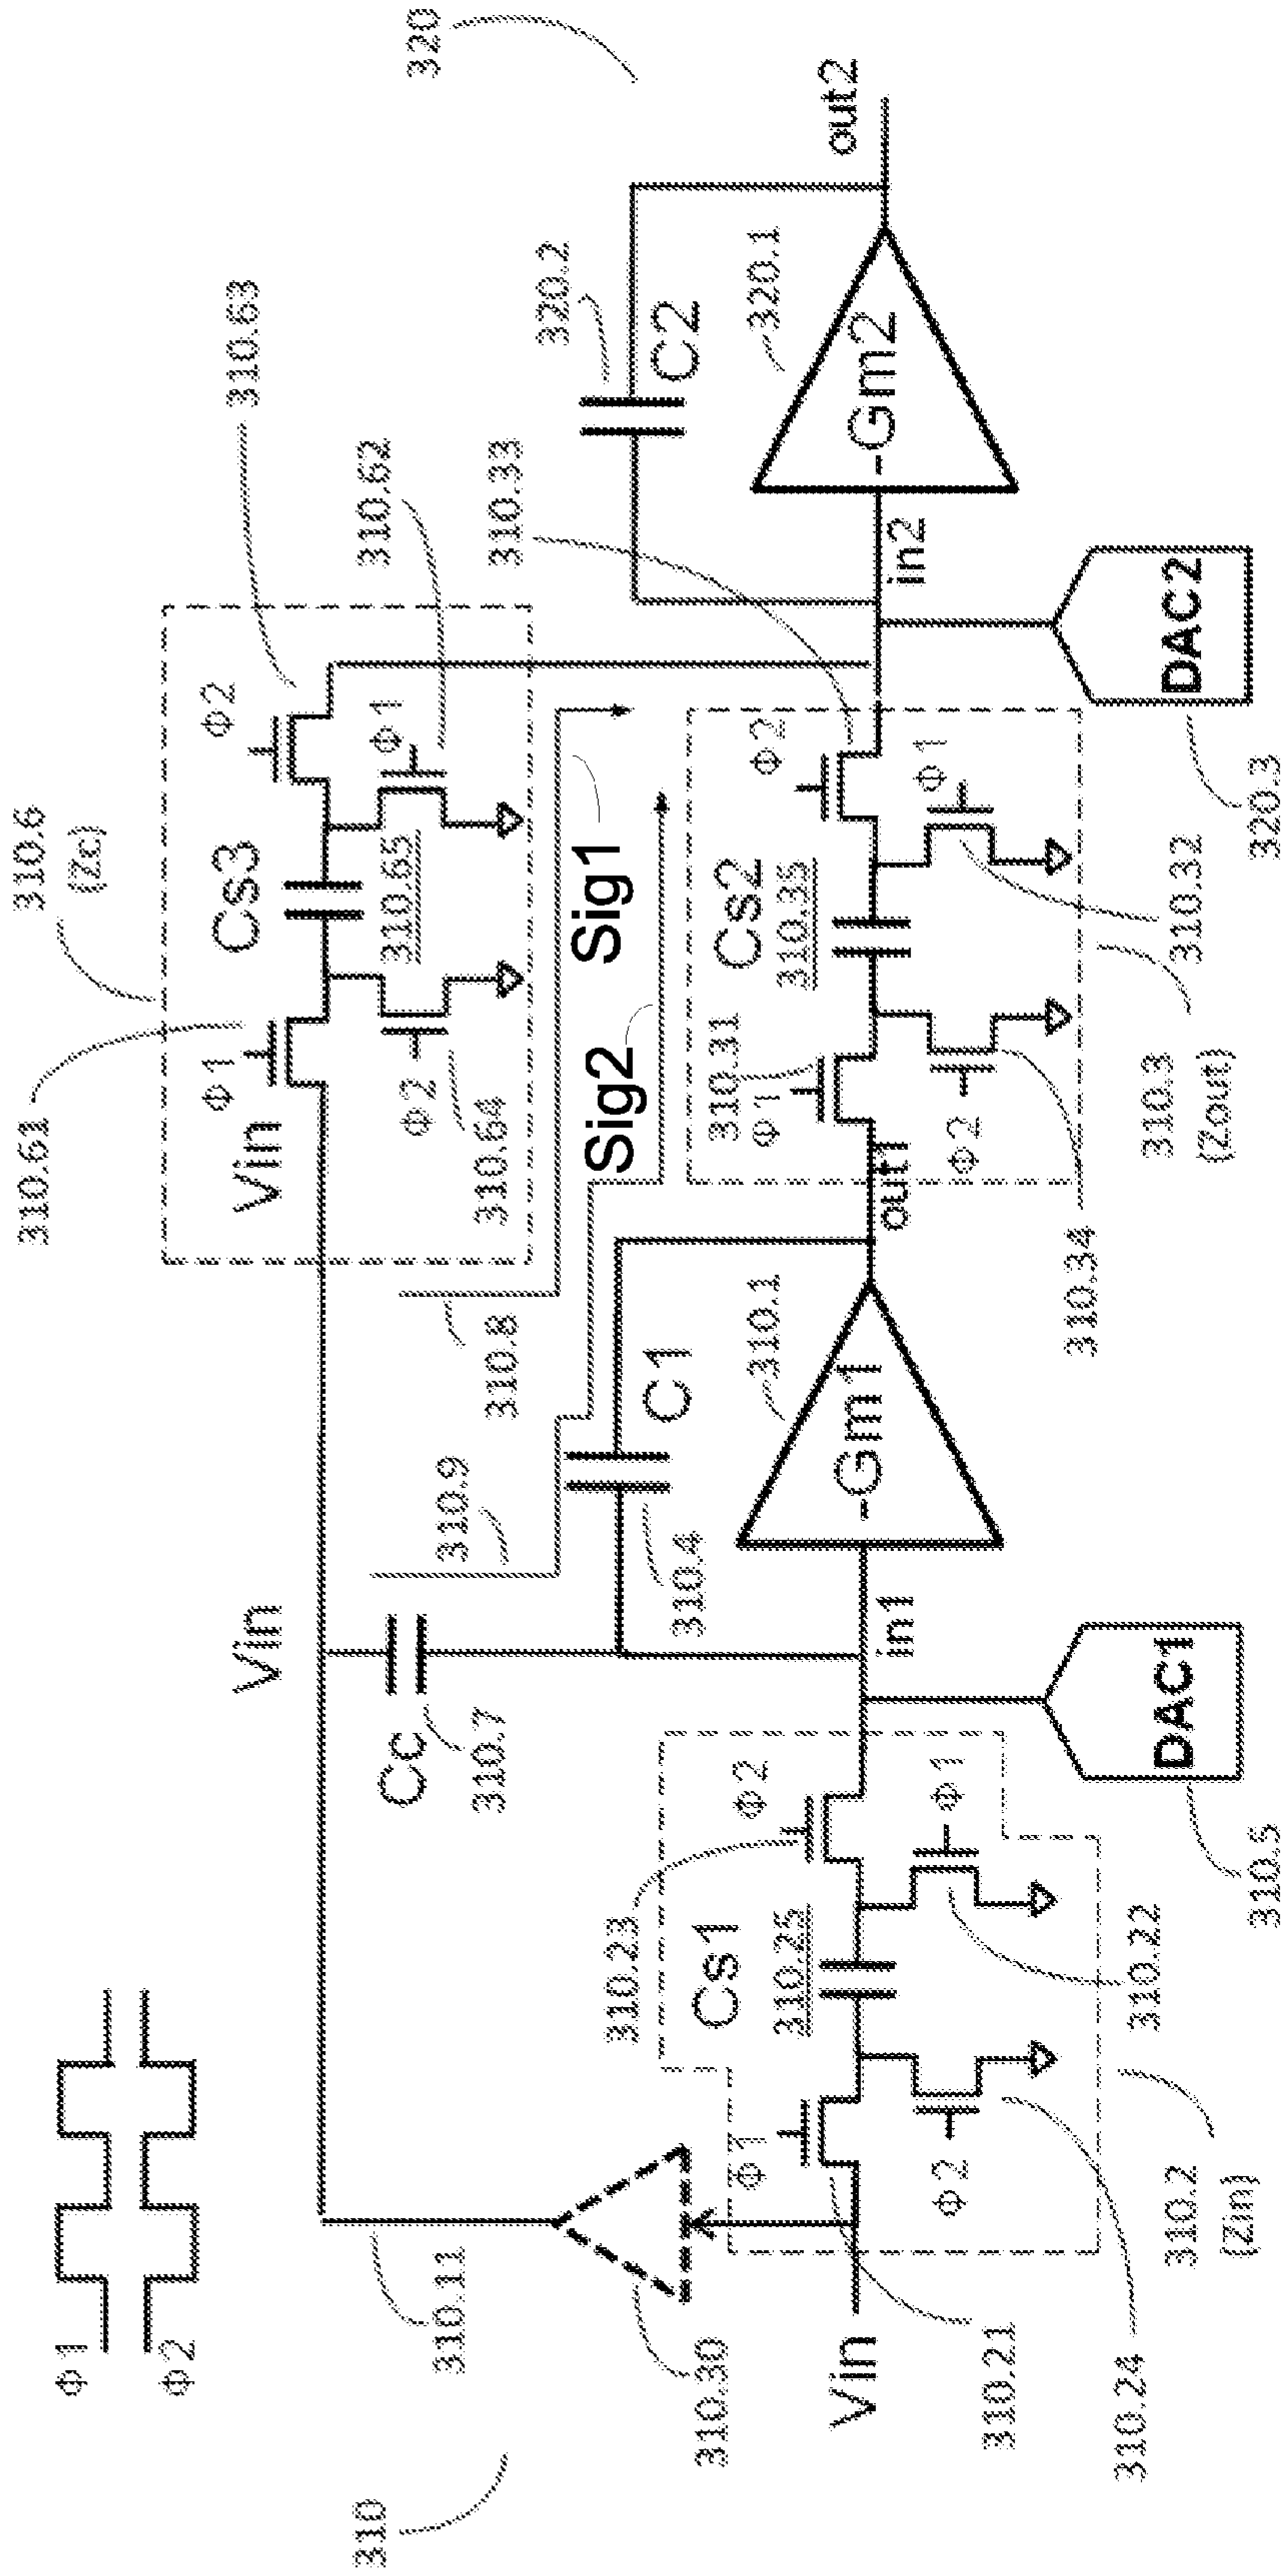 Φ1
Φ2
310
310.11
310.30
Vin
Vin
Cc
310.7
310.9
310.8
Sig2
Sig1
Vin
310.61
310.6
(Zc)
Φ1
Cs3
310.65
Φ2
310.63
Φ2
310.64
Φ1
310.62
Φ1
310.21
Φ2
310.24
Cs1
310.25
310.23
Φ2
Φ1
310.22
310.2
(Zin)
DAC1
310.5
in1
310.4
C1
-Gm1
310.1
out1
310.31
Φ1
Φ2
310.34
Cs2
310.35
Φ2
310.33
Φ1
310.32
310.3
(Zout)
DAC2
320.3
in2
C2
320.2
-Gm2
320.1
out2
320